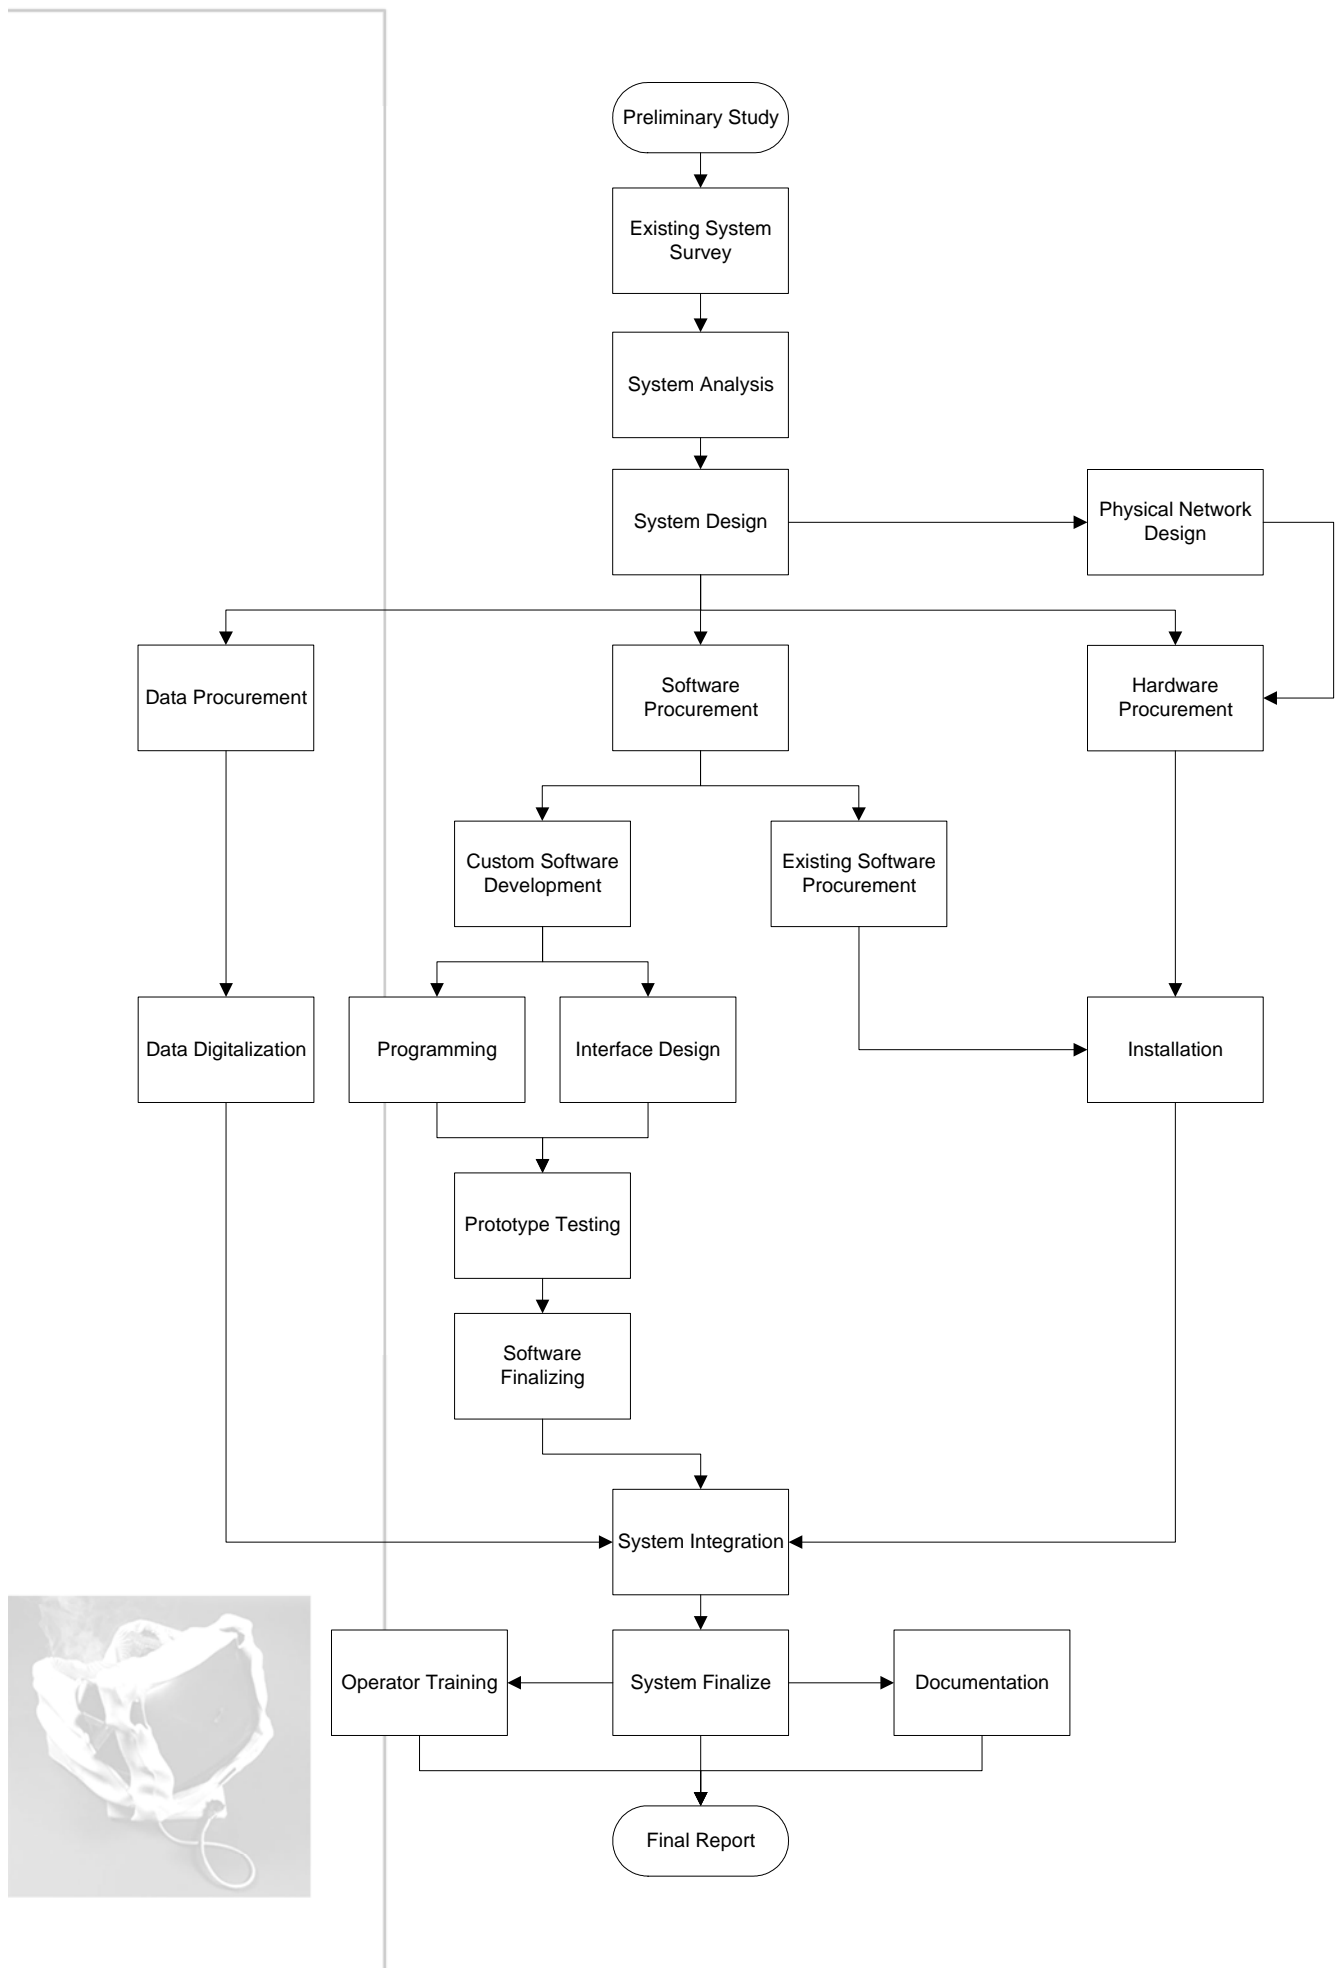 Preliminary Study
Existing System
Survey
System Analysis
System Design
Physical Network
Design
Data Procurement
Software
Procurement
Hardware
Procurement
Custom Software
Development
Existing Software
Procurement
Data Digitalization
Programming
Interface Design
Installation
Prototype Testing
Software
Finalizing
System Integration
Operator Training
System Finalize
Documentation
Final Report